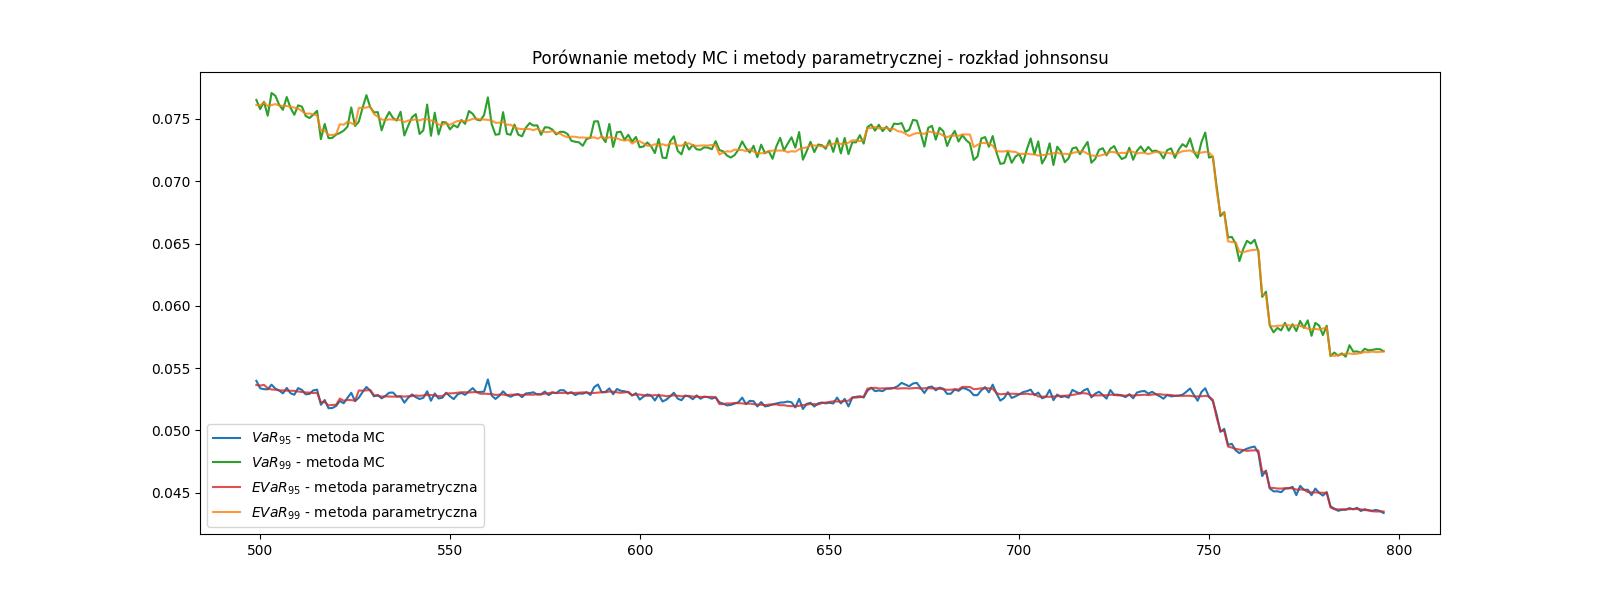 Porównanie metody MC i metody parametrycznej - rozkład johnsonsu
0.075
0.070
0.065
0.060
0.055
0.050
0.045
VaR95 - metoda MC
VaR99 - metoda MC
EVaR95 - metoda parametryczna
EVaR99 - metoda parametryczna
500 550 600 650 700 750 800